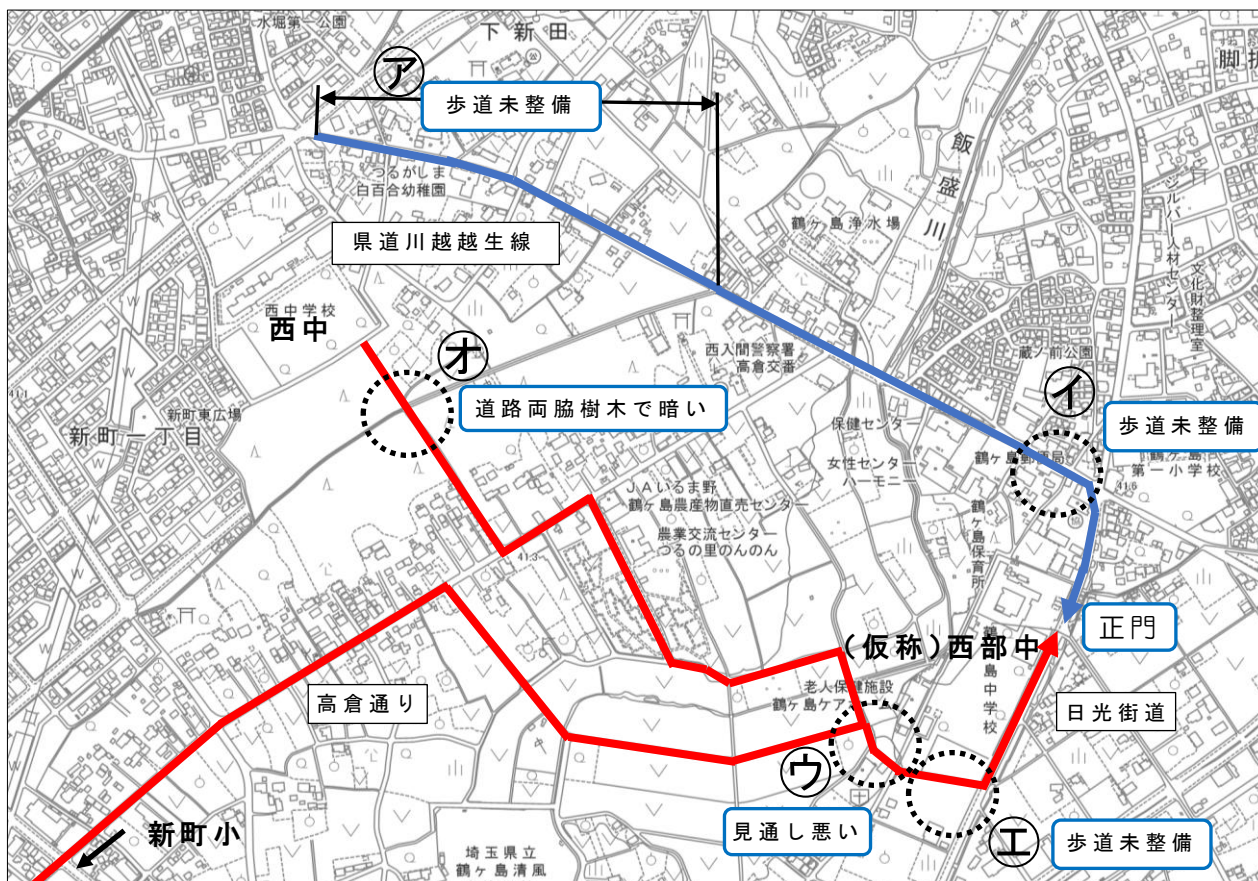 水堀第一公園
下新田
脚折
㋐
歩道未整備
飯盛川
つるがしま
白百合幼稚園
鶴ヶ島浄水場
シルバー人材センター
文化財整理室
県道川越越生線
西中学校
西中
㋔
西入間警察署
高倉交番
蔵ノ前公園
㋑
41.1
新町東広場
新町一丁目
道路両脇樹木で暗い
保健センター
歩道未整備
鶴ヶ島郵便局
鶴ヶ島
第一小学校
女性センター
ハーモニー
41.6
JAいるま野
鶴ヶ島農産物直売センター
農業交流センター
つるの里のんのん
41.3
鶴ヶ島保育所
正門
(仮称)西部中
鶴ヶ島中学校
老人保健施設
鶴ヶ島ケアホーム
高倉通り
日光街道
㋒
見通し悪い
㋓
歩道未整備
新町小
埼玉県立
鶴ヶ島清風